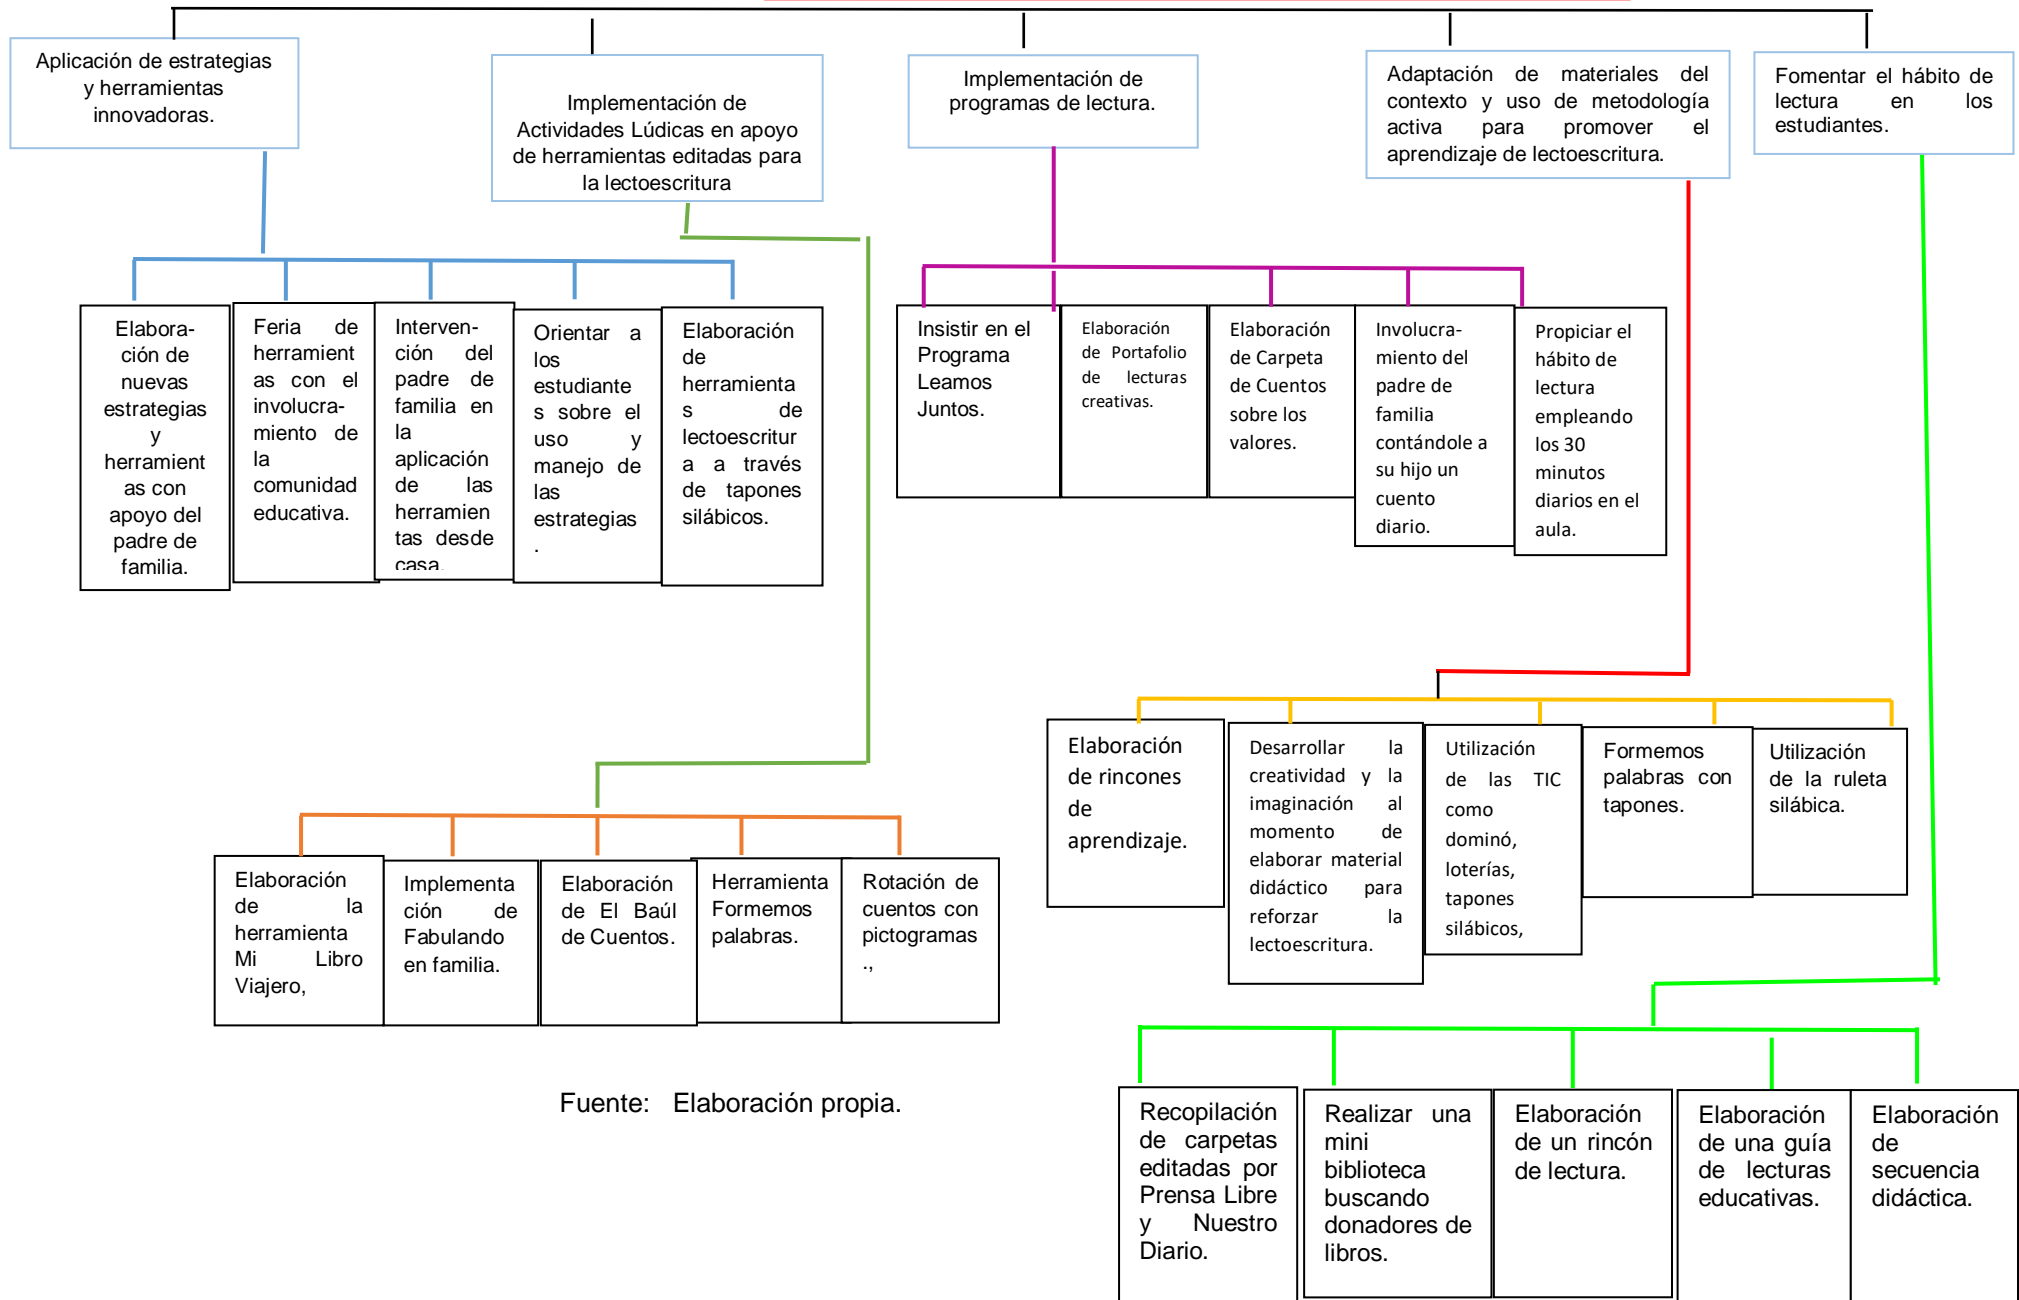 Aplicación de estrategias
y herramientas
innovadoras.
Implementación de
Actividades Lúdicas en apoyo
de herramientas editadas para
la lectoescritura
Implementación de
programas de lectura.
Adaptación de materiales del
contexto y uso de metodología
activa para promover el
aprendizaje de lectoescritura.
Fomentar el hábito de
lectura en los
estudiantes.
Elabora-
ción de
nuevas
estrategias
y
herramient
as con
apoyo del
padre de
familia.
Feria de
herramient
as con el
involucra-
miento de
la
comunidad
educativa.
Interven-
ción del
padre de
familia en
la
aplicación
de las
herramien
tas desde
casa.
Orientar a
los
estudiante
s sobre el
uso y
manejo de
las
estrategias
.
Elaboración
de
herramienta
s de
lectoescritur
a a través
de tapones
silábicos.
Insistir en el
Programa
Leamos
Juntos.
Elaboración
de Portafolio
de lecturas
creativas.
Elaboración
de Carpeta
de Cuentos
sobre los
valores.
Involucra-
miento del
padre de
familia
contándole a
su hijo un
cuento
diario.
Propiciar el
hábito de
lectura
empleando
los 30
minutos
diarios en el
aula.
Elaboración
de rincones
de
aprendizaje.
Desarrollar la
creatividad y la
imaginación al
momento de
elaborar material
didáctico para
reforzar la
lectoescritura.
Utilización
de las TIC
como
dominó,
loterías,
tapones
silábicos,
Formemos
palabras con
tapones.
Utilización
de la ruleta
silábica.
Elaboración
de la
herramienta
Mi Libro
Viajero,
Implementa
ción de
Fabulando
en familia.
Elaboración
de El Baúl
de Cuentos.
Herramienta
Formemos
palabras.
Rotación de
cuentos con
pictogramas
.,
Recopilación
de carpetas
editadas por
Prensa Libre
y Nuestro
Diario.
Realizar una
mini
biblioteca
buscando
donadores de
libros.
Elaboración
de un rincón
de lectura.
Elaboración
de una guía
de lecturas
educativas.
Elaboración
de
secuencia
didáctica.
Fuente: Elaboración propia.